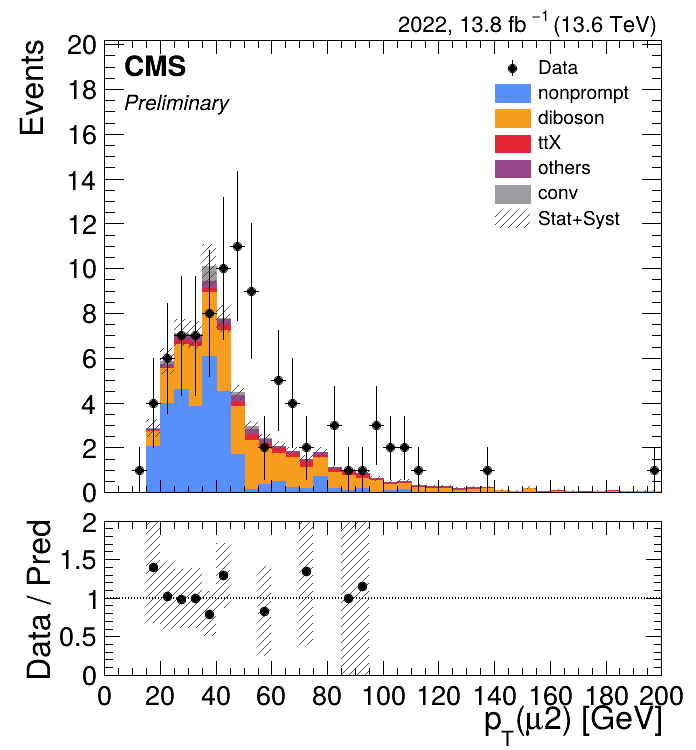 2022, 13.8 fb⁻¹ (13.6 TeV)
Events
20
18
16
14
12
10
8
6
4
2
0
CMS
Preliminary
Data
nonprompt
diboson
ttX
others
conv
Stat+Syst
Data / Pred
2
1.5
1
0.5
0
0 20 40 60 80 100 120 140 160 180 200
p_T(μ2) [GeV]